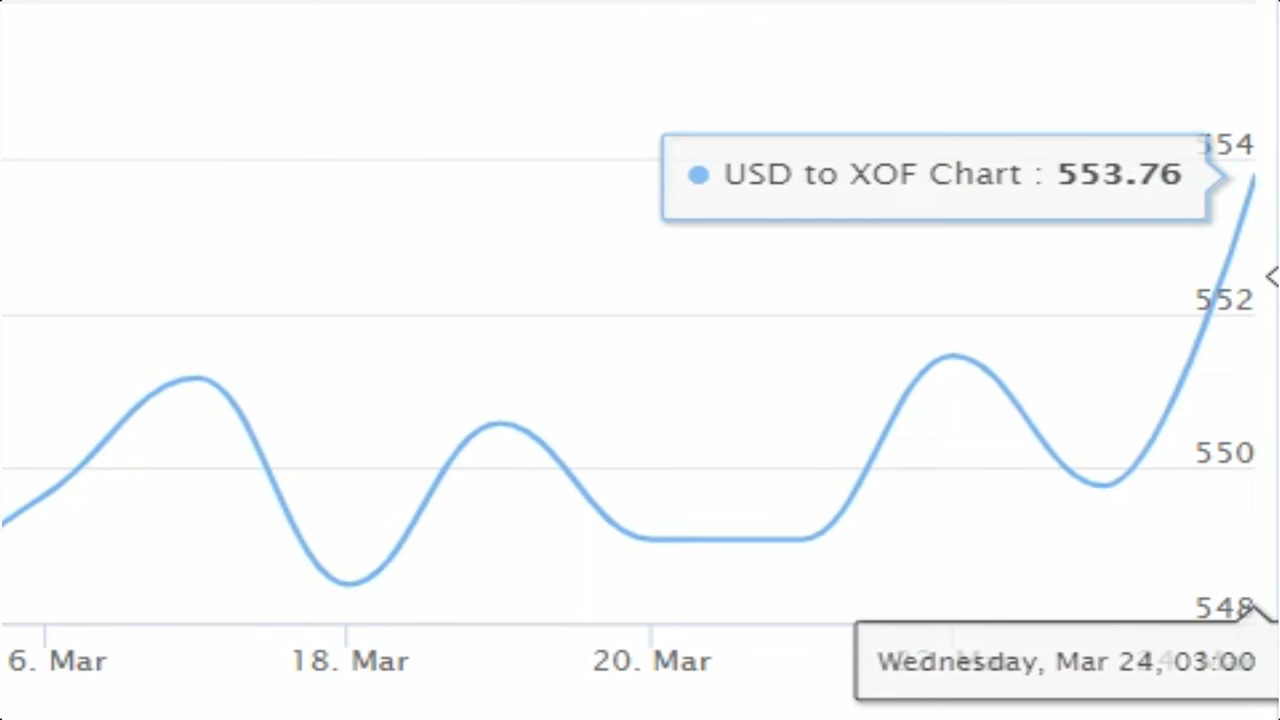 554
USD to XOF Chart : 553.76
552
550
548
6. Mar
18. Mar
20. Mar
Wednesday, Mar 24, 03:00